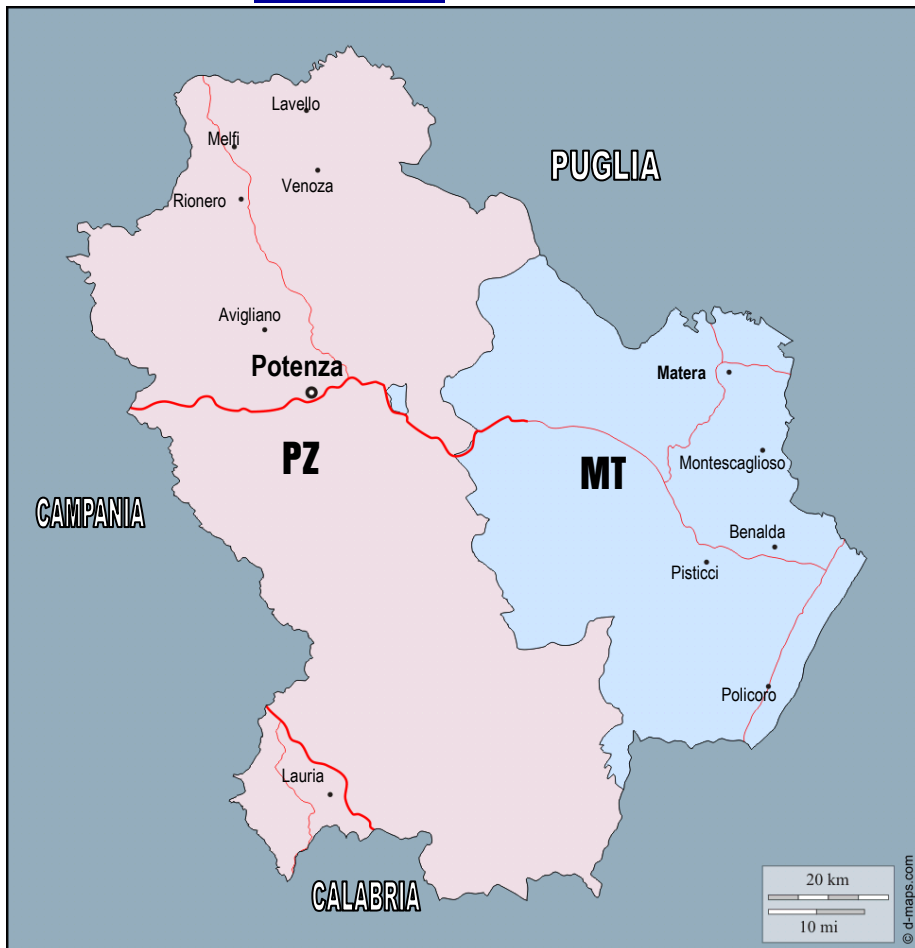 Lavello
Melfi
PUGLIA
Venoza
Rionero
Avigliano
Potenza
Matera
PZ
MT
Montescaglioso
CAMPANIA
Benalda
Pisticci
Policoro
Lauria
CALABRIA
20 km
10 mi
© d-maps.com